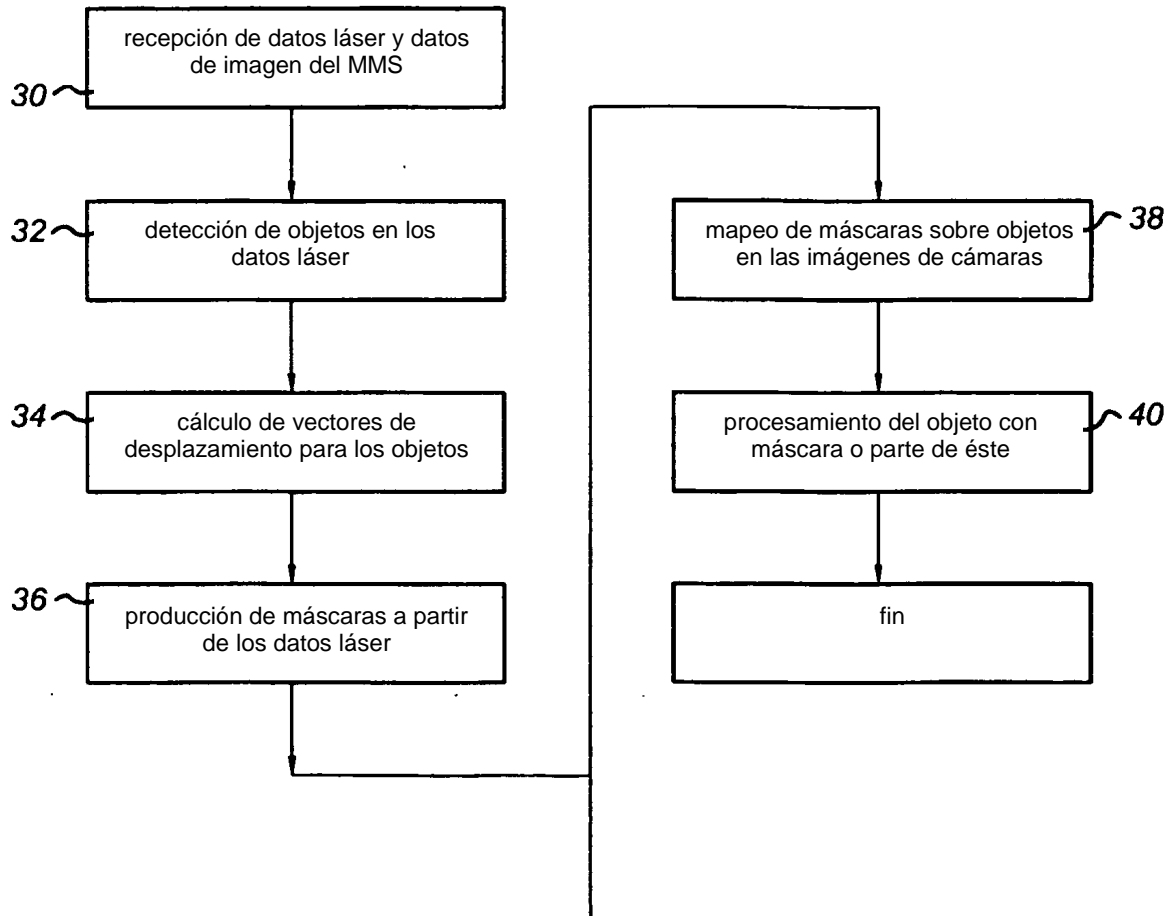 recepción de datos láser y datos
de imagen del MMS
30
32
detección de objetos en los
datos láser
34
cálculo de vectores de
desplazamiento para los objetos
36
producción de máscaras a partir
de los datos láser
38
mapeo de máscaras sobre objetos
en las imágenes de cámaras
40
procesamiento del objeto con
máscara o parte de éste
fin